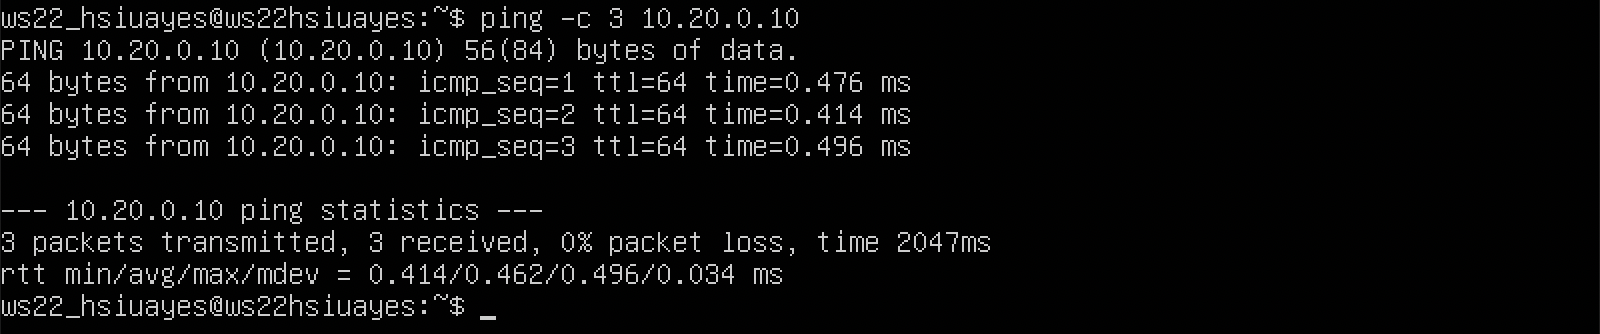 ws22_hsiuayes@ws22hsiuayes:~$ ping -c 3 10.20.0.10
PING 10.20.0.10 (10.20.0.10) 56(84) bytes of data.
64 bytes from 10.20.0.10: icmp_seq=1 ttl=64 time=0.476 ms
64 bytes from 10.20.0.10: icmp_seq=2 ttl=64 time=0.414 ms
64 bytes from 10.20.0.10: icmp_seq=3 ttl=64 time=0.496 ms
--- 10.20.0.10 ping statistics ---
3 packets transmitted, 3 received, 0% packet loss, time 2047ms
rtt min/avg/max/mdev = 0.414/0.462/0.496/0.034 ms
ws22_hsiuayes@ws22hsiuayes:~$ _